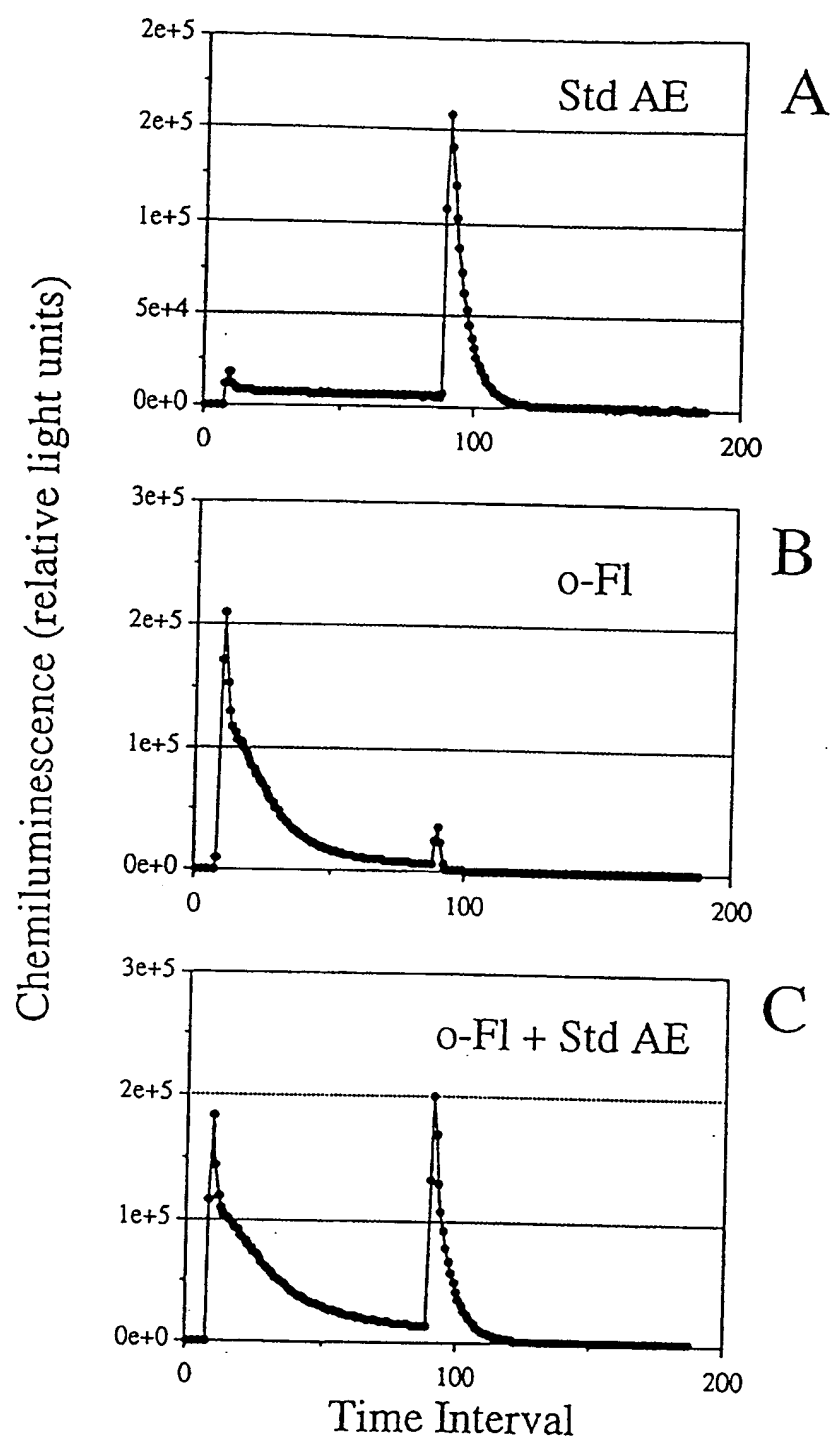 Chemiluminescence (relative light units)
A
Std AE
2e+5
2e+5
1e+5
5e+4
0e+0
0 100 200
B
o-Fl
3e+5
2e+5
1e+5
0e+0
0 100 200
C
o-Fl + Std AE
3e+5
2e+5
1e+5
0e+0
0 100 200
Time Interval